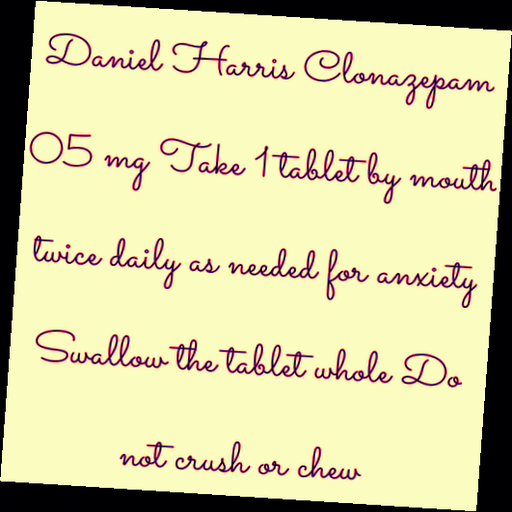 Daniel Harris Clonazepam
05 mg Take 1 tablet by mouth
twice daily as needed for anxiety
Swallow the tablet whole Do
not crush or chew